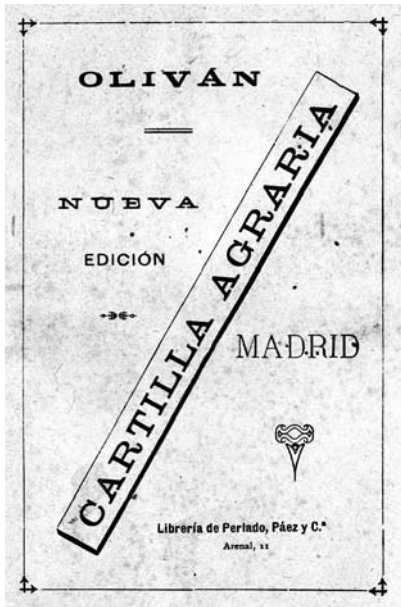 OLIVÁN
NUEVA
EDICIÓN
CARTILLA AGRARIA
MADRID
Librería de Perlado, Páez y C.ª
Arenal, 11